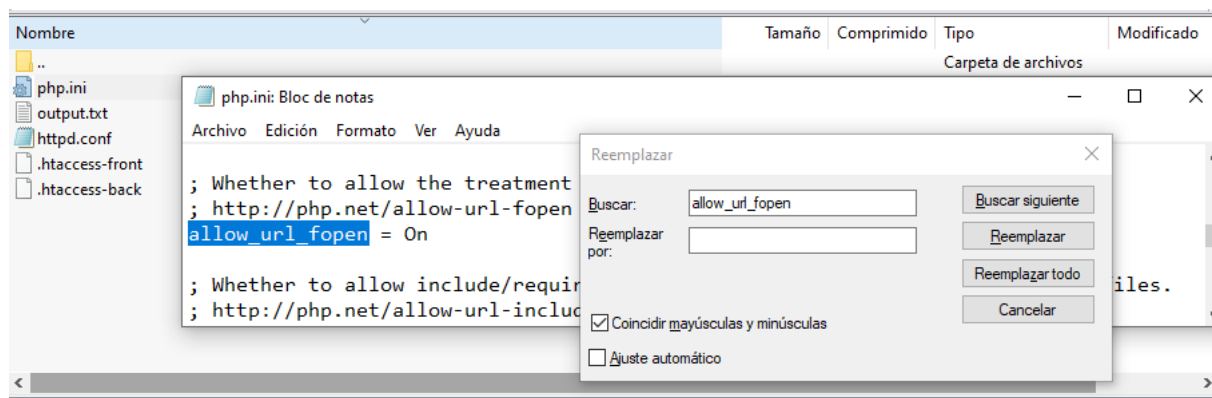 Nombre Tamaño Comprimido Tipo Modificado
.. Carpeta de archivos
php.ini
output.txt
httpd.conf
.htaccess-front
.htaccess-back
php.ini: Bloc de notas
Archivo Edición Formato Ver Ayuda
; Whether to allow the treatment
; http://php.net/allow-url-fopen
allow_url_fopen = On
; Whether to allow include/requir
; http://php.net/allow-url-includ
iles.
Reemplazar
Buscar: allow_url_fopen
Reemplazar
por:
Coincidir mayúsculas y minúsculas
Ajuste automático
Buscar siguiente
Reemplazar
Reemplazar todo
Cancelar